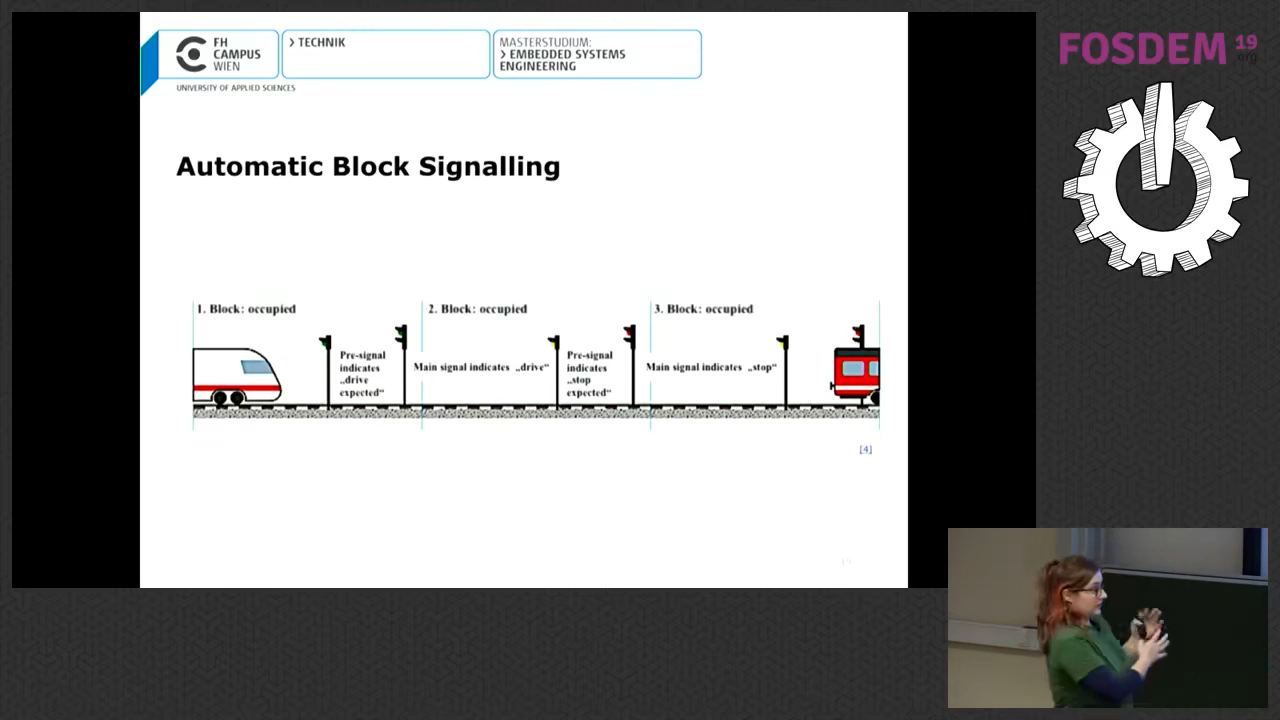 FH
CAMPUS
WIEN
> TECHNIK
MASTERSTUDIUM:
> EMBEDDED SYSTEMS
ENGINEERING
UNIVERSITY OF APPLIED SCIENCES
FOSDEM 19
.org
Automatic Block Signalling
1. Block: occupied
2. Block: occupied
3. Block: occupied
Pre-signal
indicates
„drive
expected“
Main signal indicates „drive“
Pre-signal
indicates
„stop
expected“
Main signal indicates „stop“
[4]